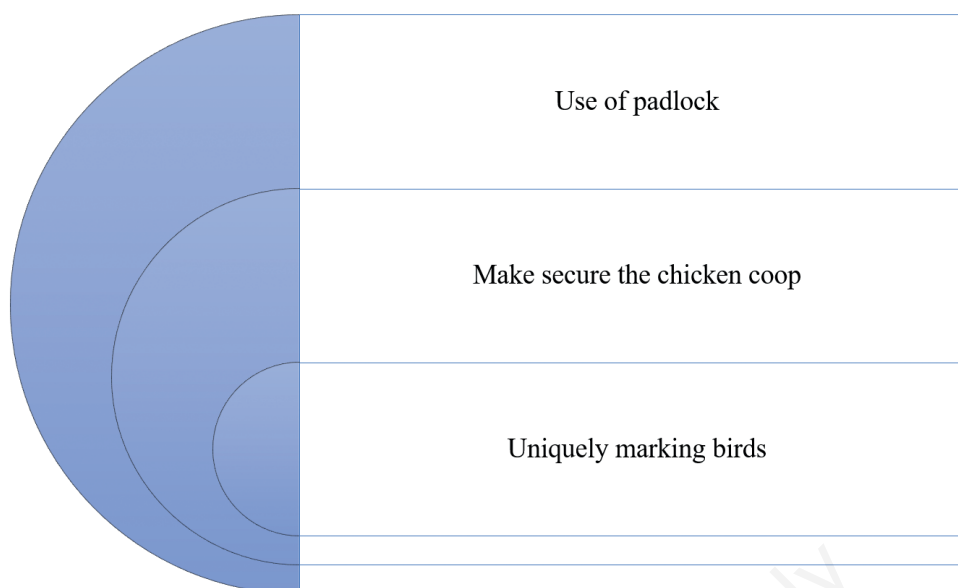 Use of padlock
Make secure the chicken coop
Uniquely marking birds